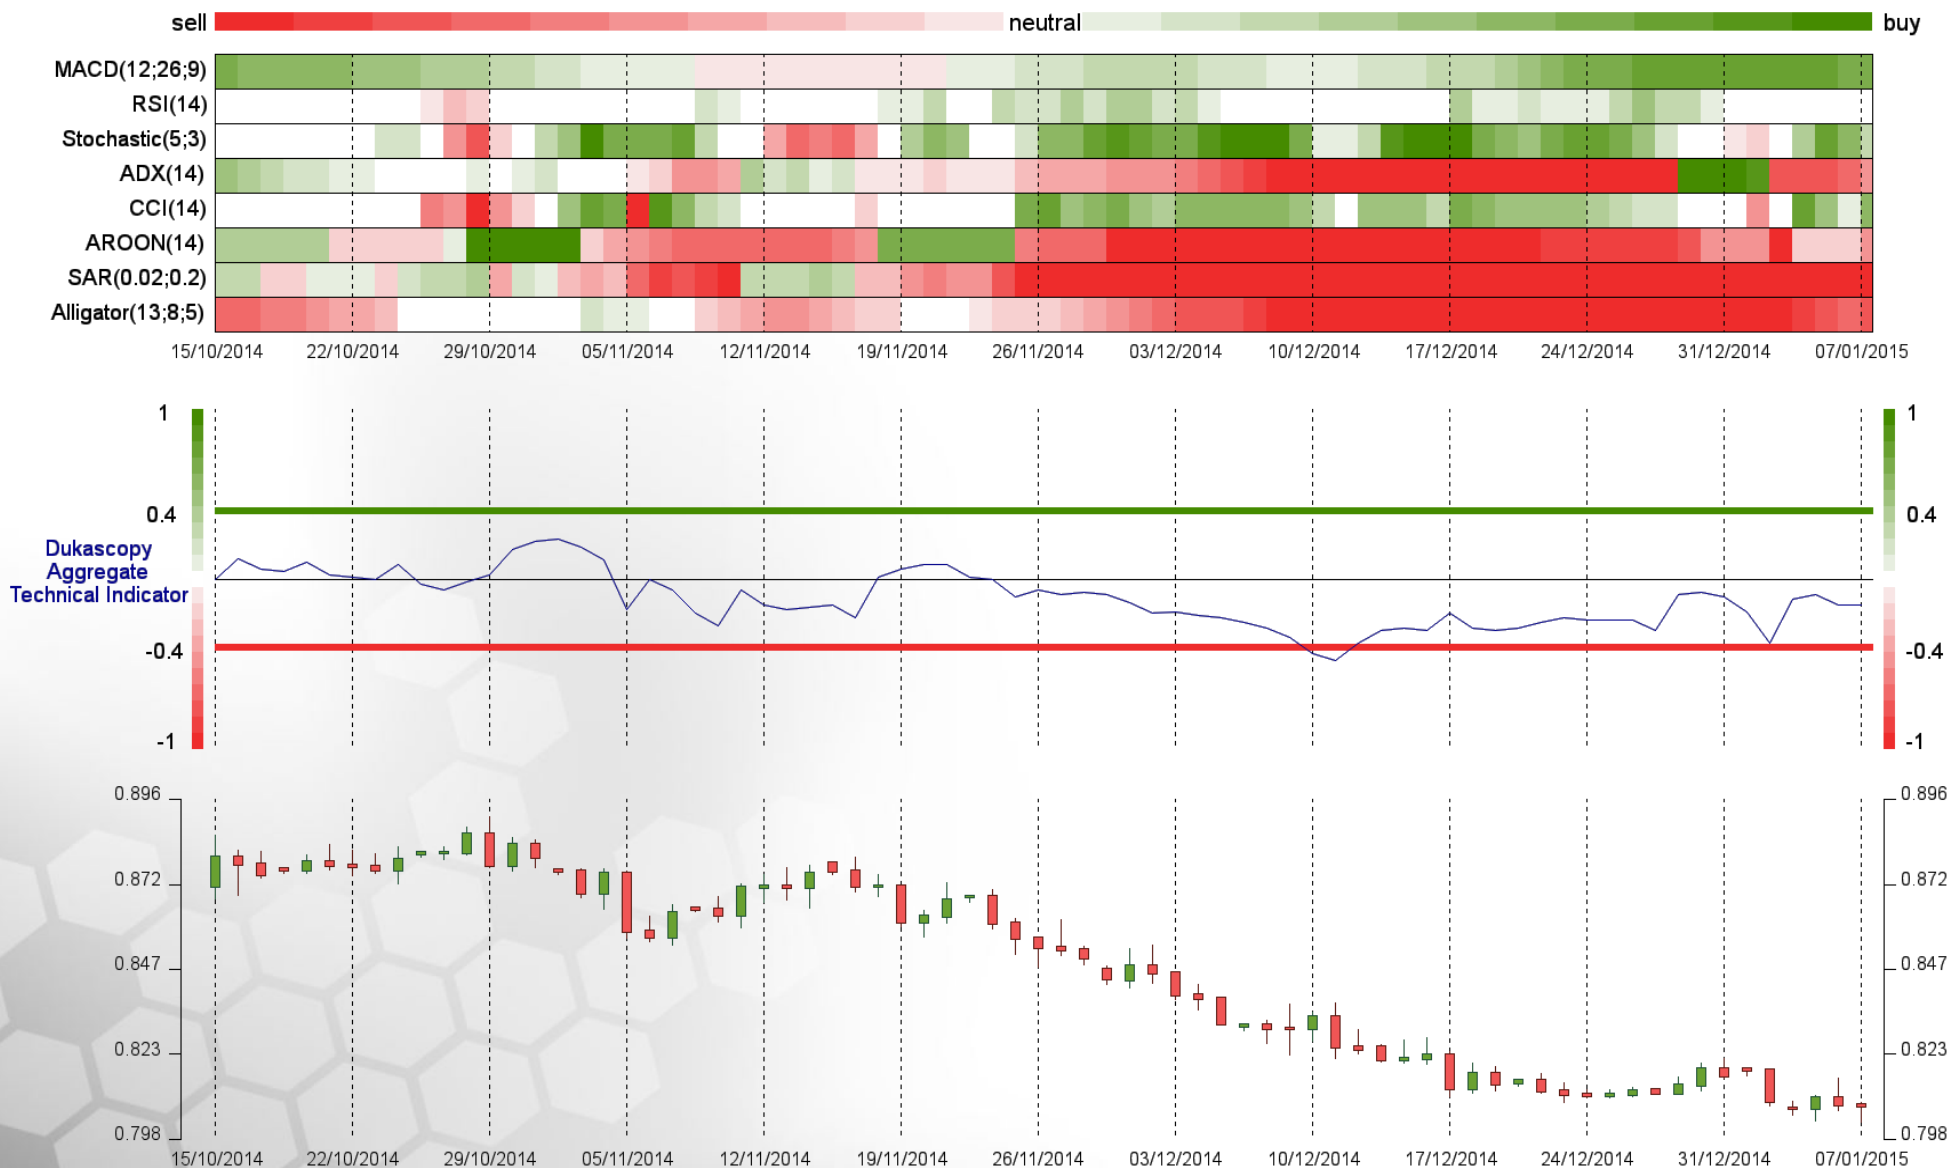 sell neutral buy
MACD(12;26;9)
RSI(14)
Stochastic(5;3)
ADX(14)
CCI(14)
AROON(14)
SAR(0.02;0.2)
Alligator(13;8;5)
15/10/2014 22/10/2014 29/10/2014 05/11/2014 12/11/2014 19/11/2014 26/11/2014 03/12/2014 10/12/2014 17/12/2014 24/12/2014 31/12/2014 07/01/2015
1 1
0.4 0.4
Dukascopy
Aggregate
Technical Indicator
-0.4 -0.4
-1 -1
0.896 0.896
0.872 0.872
0.847 0.847
0.823 0.823
0.798 0.798
15/10/2014 22/10/2014 29/10/2014 05/11/2014 12/11/2014 19/11/2014 26/11/2014 03/12/2014 10/12/2014 17/12/2014 24/12/2014 31/12/2014 07/01/2015